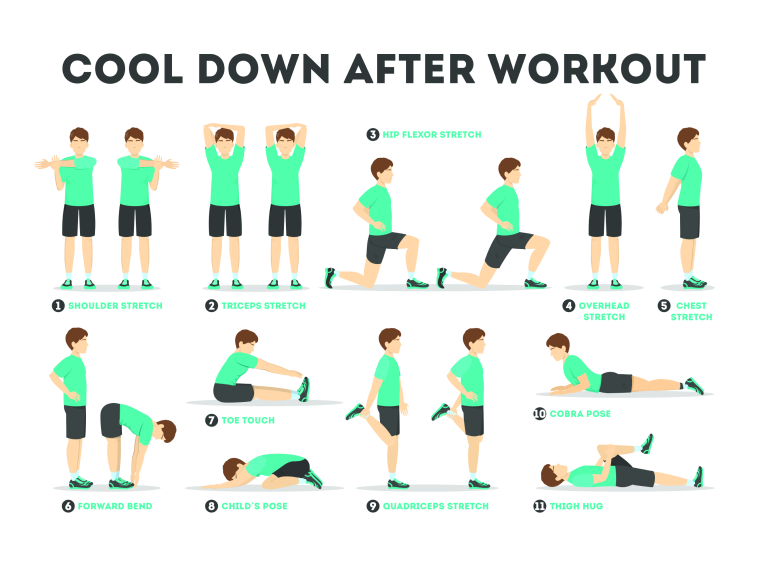 COOL DOWN AFTER WORKOUT
3 HIP FLEXOR STRETCH
1 SHOULDER STRETCH
2 TRICEPS STRETCH
4 OVERHEAD
STRETCH
5 CHEST
STRETCH
7 TOE TOUCH
10 COBRA POSE
6 FORWARD BEND
8 CHILD'S POSE
9 QUADRICEPS STRETCH
11 THIGH HUG